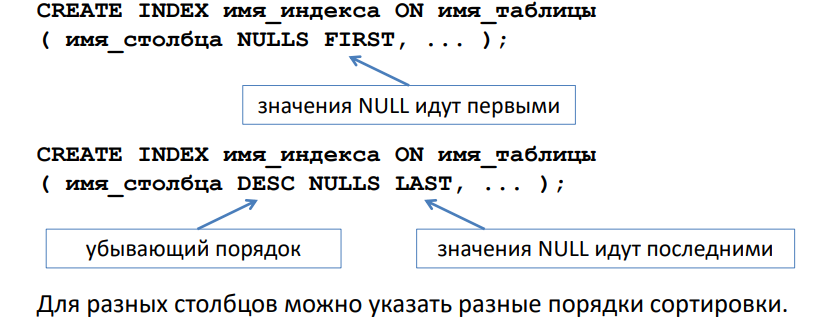 CREATE INDEX имя_индекса ON имя_таблицы
( имя_столбца NULLS FIRST, ... );
значения NULL идут первыми
CREATE INDEX имя_индекса ON имя_таблицы
( имя_столбца DESC NULLS LAST, ... );
убывающий порядок
значения NULL идут последними
Для разных столбцов можно указать разные порядки сортировки.